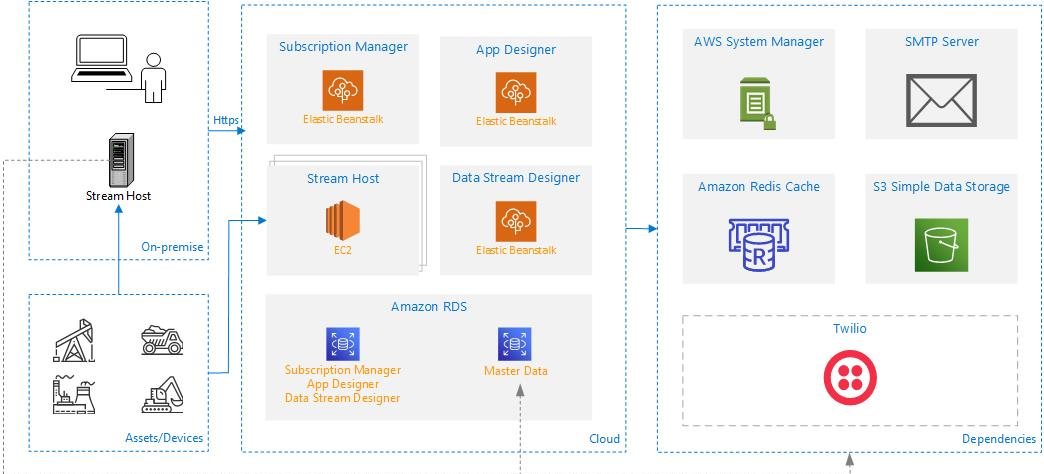 Stream Host
On-premise
Assets/Devices
Https
Subscription Manager
Elastic Beanstalk
App Designer
Elastic Beanstalk
Stream Host
EC2
Data Stream Designer
Elastic Beanstalk
Amazon RDS
Subscription Manager
App Designer
Data Stream Designer
Master Data
Cloud
AWS System Manager
SMTP Server
Amazon Redis Cache
R
S3 Simple Data Storage
Twilio
Dependencies